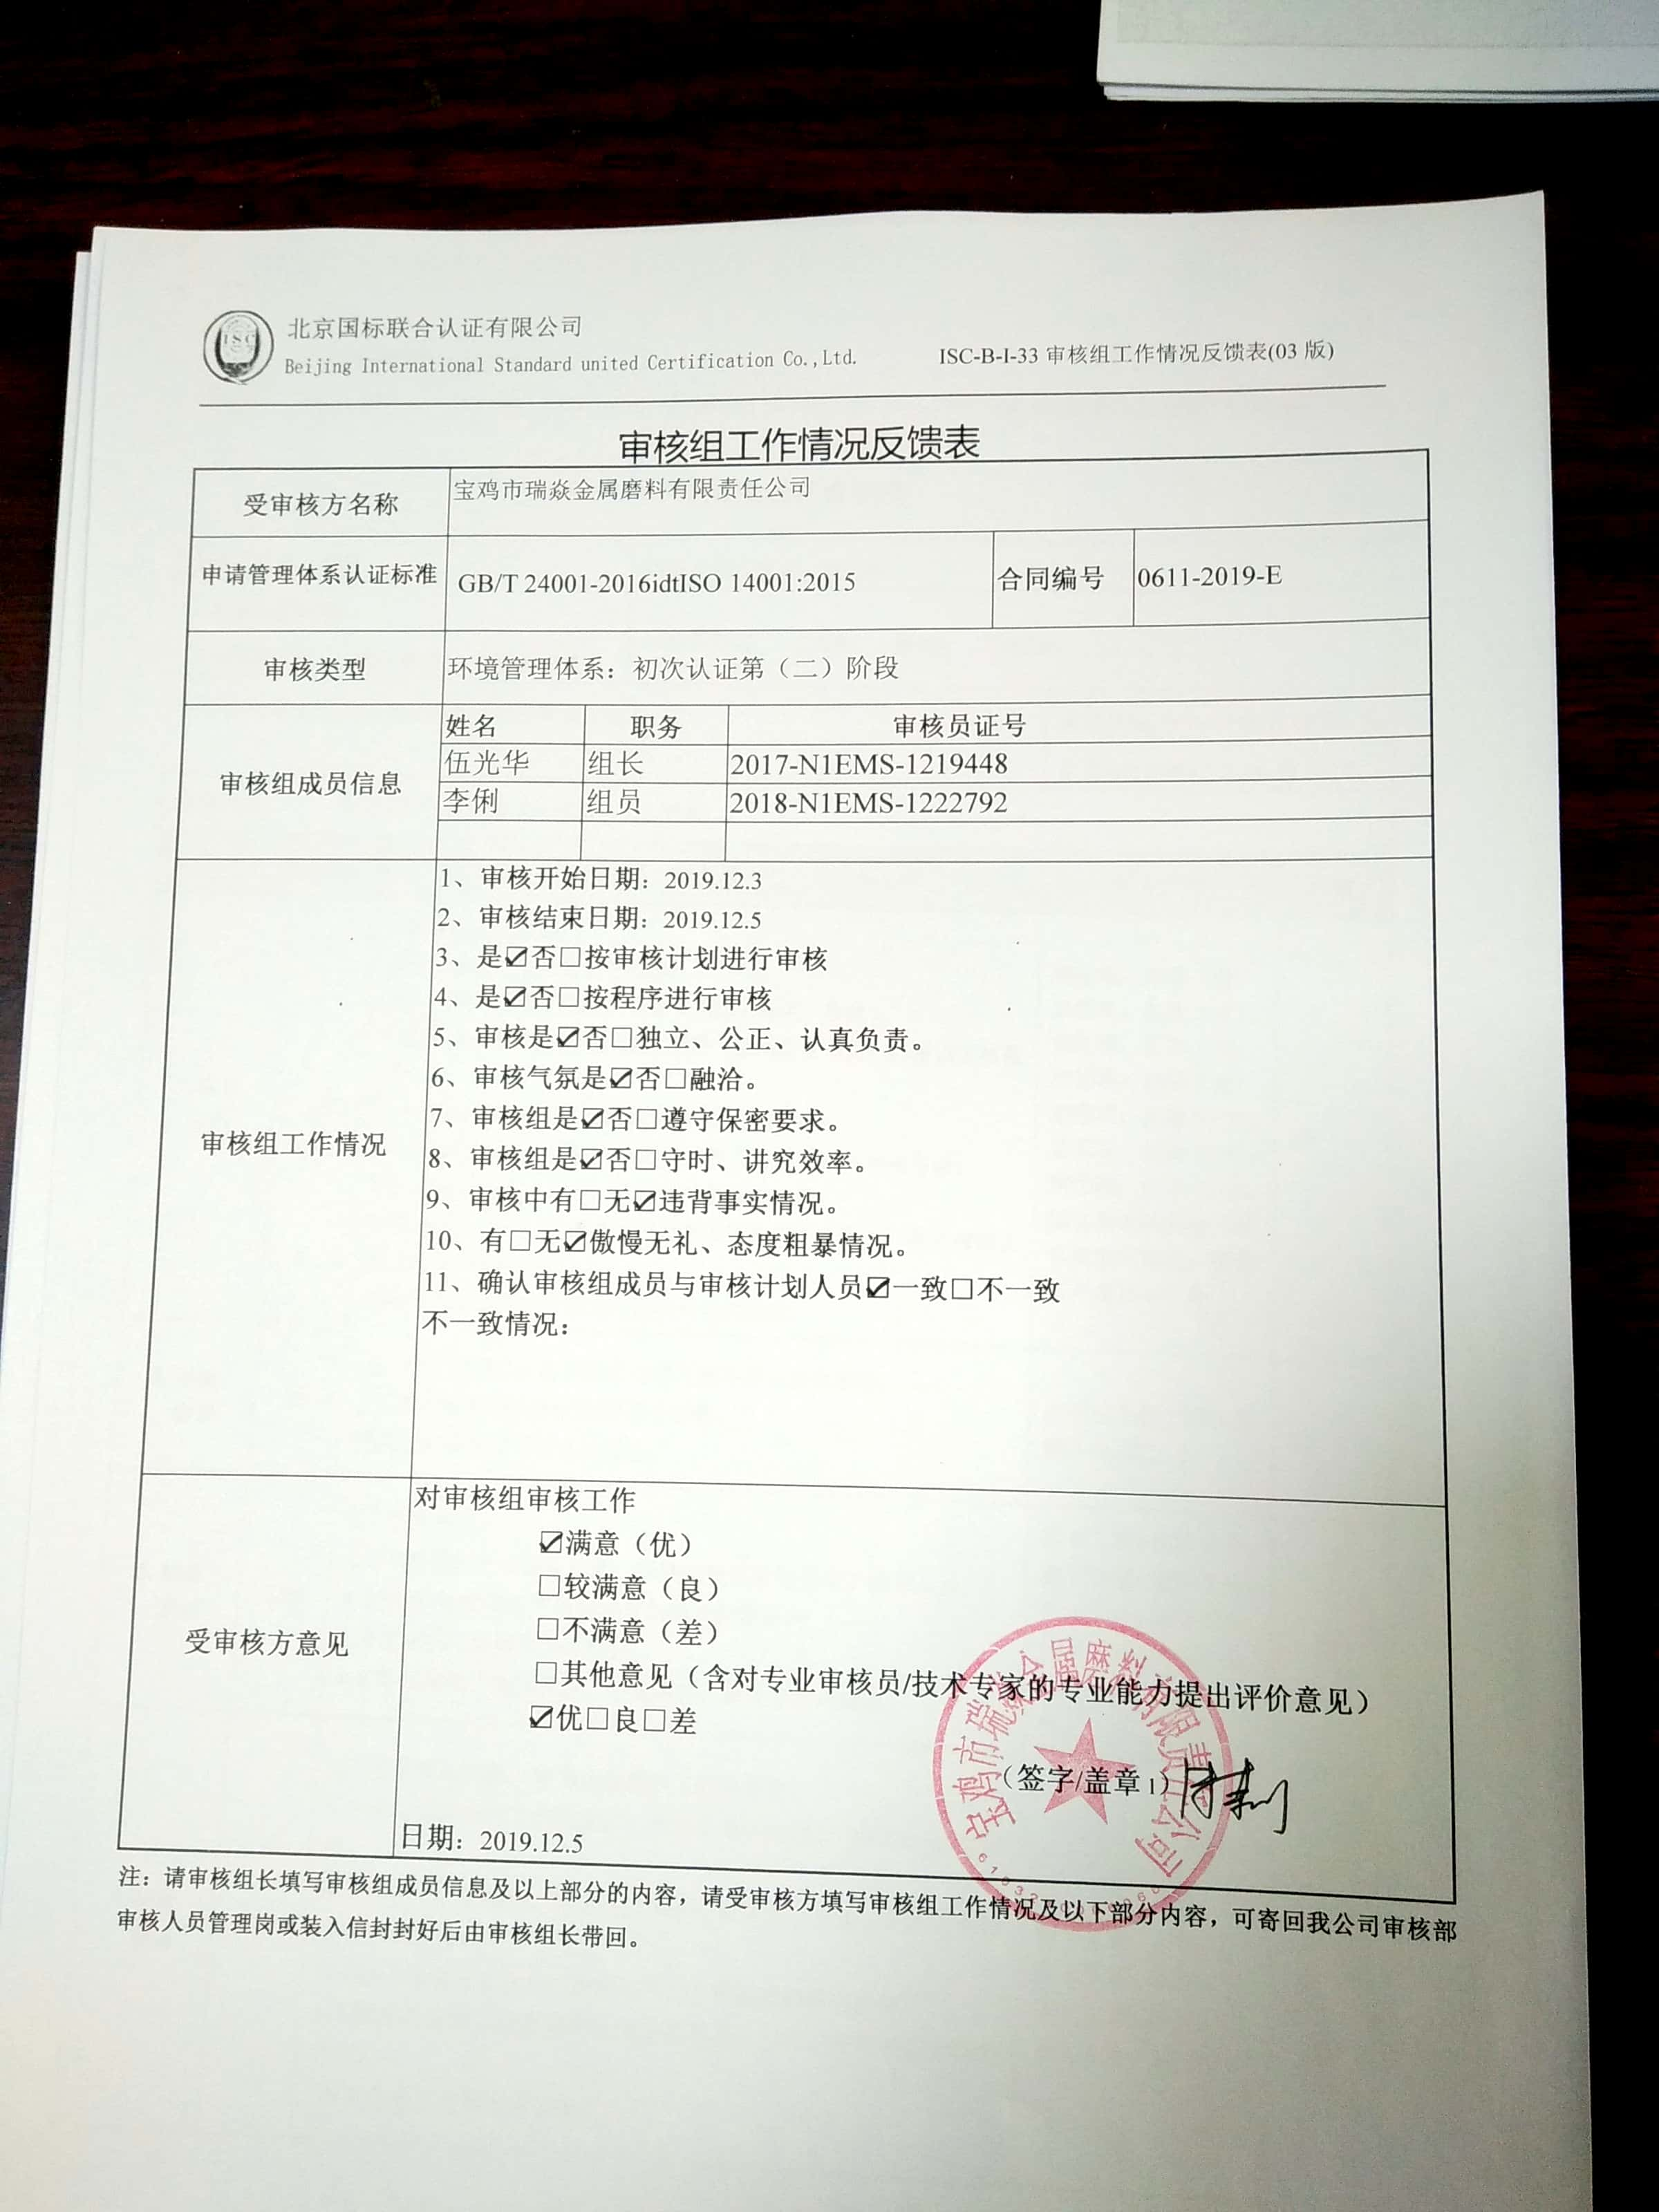 北京国标联合认证有限公司
Beijing International Standard united Certification Co.,Ltd.
ISC-B-I-33 审核组工作情况反馈表(03 版)
审核组工作情况反馈表
受审核方名称 宝鸡市瑞焱金属磨料有限责任公司
申请管理体系认证标准 GB/T 24001-2016idtISO 14001:2015 合同编号 0611-2019-E
审核类型 环境管理体系：初次认证第（二）阶段
审核组成员信息
姓名 职务 审核员证号
伍光华 组长 2017-N1EMS-1219448
李俐 组员 2018-N1EMS-1222792
审核组工作情况
1、审核开始日期：2019.12.3
2、审核结束日期：2019.12.5
3、是☑否□按审核计划进行审核
4、是☑否□按程序进行审核
5、审核是☑否□独立、公正、认真负责。
6、审核气氛是☑否□融洽。
7、审核组是☑否□遵守保密要求。
8、审核组是☑否□守时、讲究效率。
9、审核中有□无☑违背事实情况。
10、有□无☑傲慢无礼、态度粗暴情况。
11、确认审核组成员与审核计划人员☑一致□不一致
不一致情况：
受审核方意见
对审核组审核工作
☑满意（优）
□较满意（良）
□不满意（差）
□其他意见（含对专业审核员/技术专家的专业能力提出评价意见）
☑优□良□差
（签字/盖章 1）
日期：2019.12.5
宝鸡市瑞焱金属磨料有限责任公司
注：请审核组长填写审核组成员信息及以上部分的内容，请受审核方填写审核组工作情况及以下部分内容，可寄回我公司审核部
审核人员管理岗或装入信封封好后由审核组长带回。